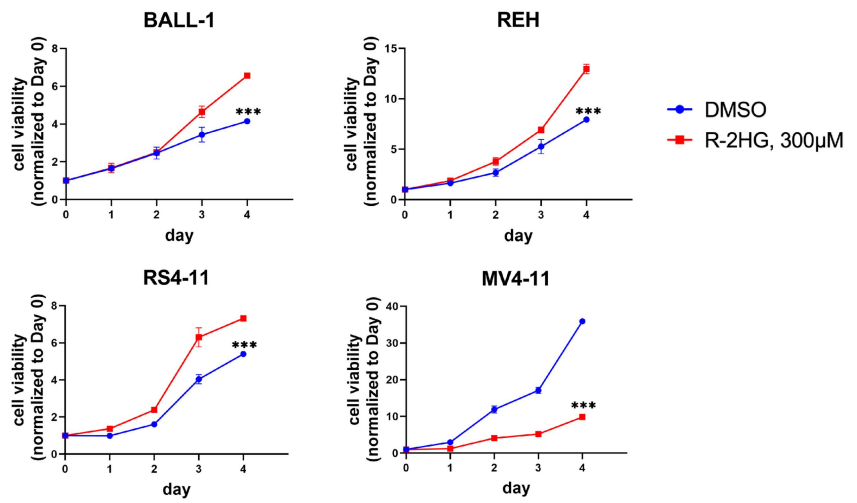 BALL-1
cell viability
(normalized to Day 0)
8
6
4
2
0
***
0 1 2 3 4
day
REH
cell viability
(normalized to Day 0)
15
10
5
0
***
0 1 2 3 4
day
DMSO
R-2HG, 300μM
RS4-11
cell viability
(normalized to Day 0)
8
6
4
2
0
***
0 1 2 3 4
day
MV4-11
cell viability
(normalized to Day 0)
40
30
20
10
0
***
0 1 2 3 4
day